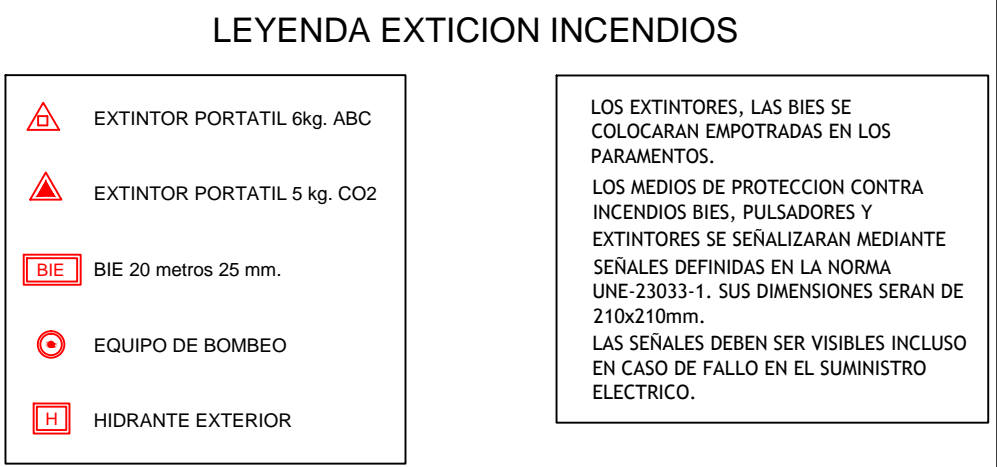 LEYENDA EXTICION INCENDIOS
EXTINTOR PORTATIL 6kg. ABC
EXTINTOR PORTATIL 5 kg. CO2
BIE BIE 20 metros 25 mm.
EQUIPO DE BOMBEO
H HIDRANTE EXTERIOR
LOS EXTINTORES, LAS BIES SE
COLOCARAN EMPOTRADAS EN LOS
PARAMENTOS.
LOS MEDIOS DE PROTECCION CONTRA
INCENDIOS BIES, PULSADORES Y
EXTINTORES SE SEÑALIZARAN MEDIANTE
SEÑALES DEFINIDAS EN LA NORMA
UNE-23033-1. SUS DIMENSIONES SERAN DE
210x210mm.
LAS SEÑALES DEBEN SER VISIBLES INCLUSO
EN CASO DE FALLO EN EL SUMINISTRO
ELECTRICO.